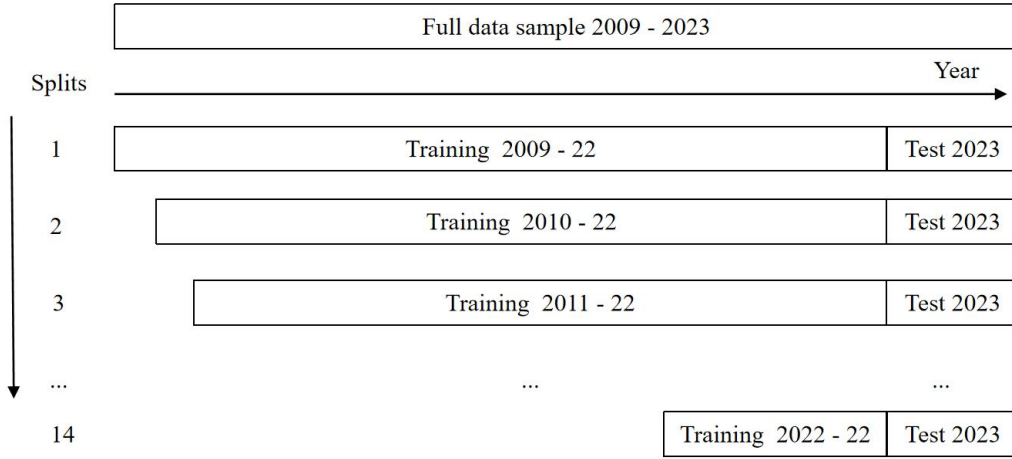 Full data sample 2009 - 2023
Year
Splits
1 Training 2009 - 22 Test 2023
2 Training 2010 - 22 Test 2023
3 Training 2011 - 22 Test 2023
... ... ...
14 Training 2022 - 22 Test 2023